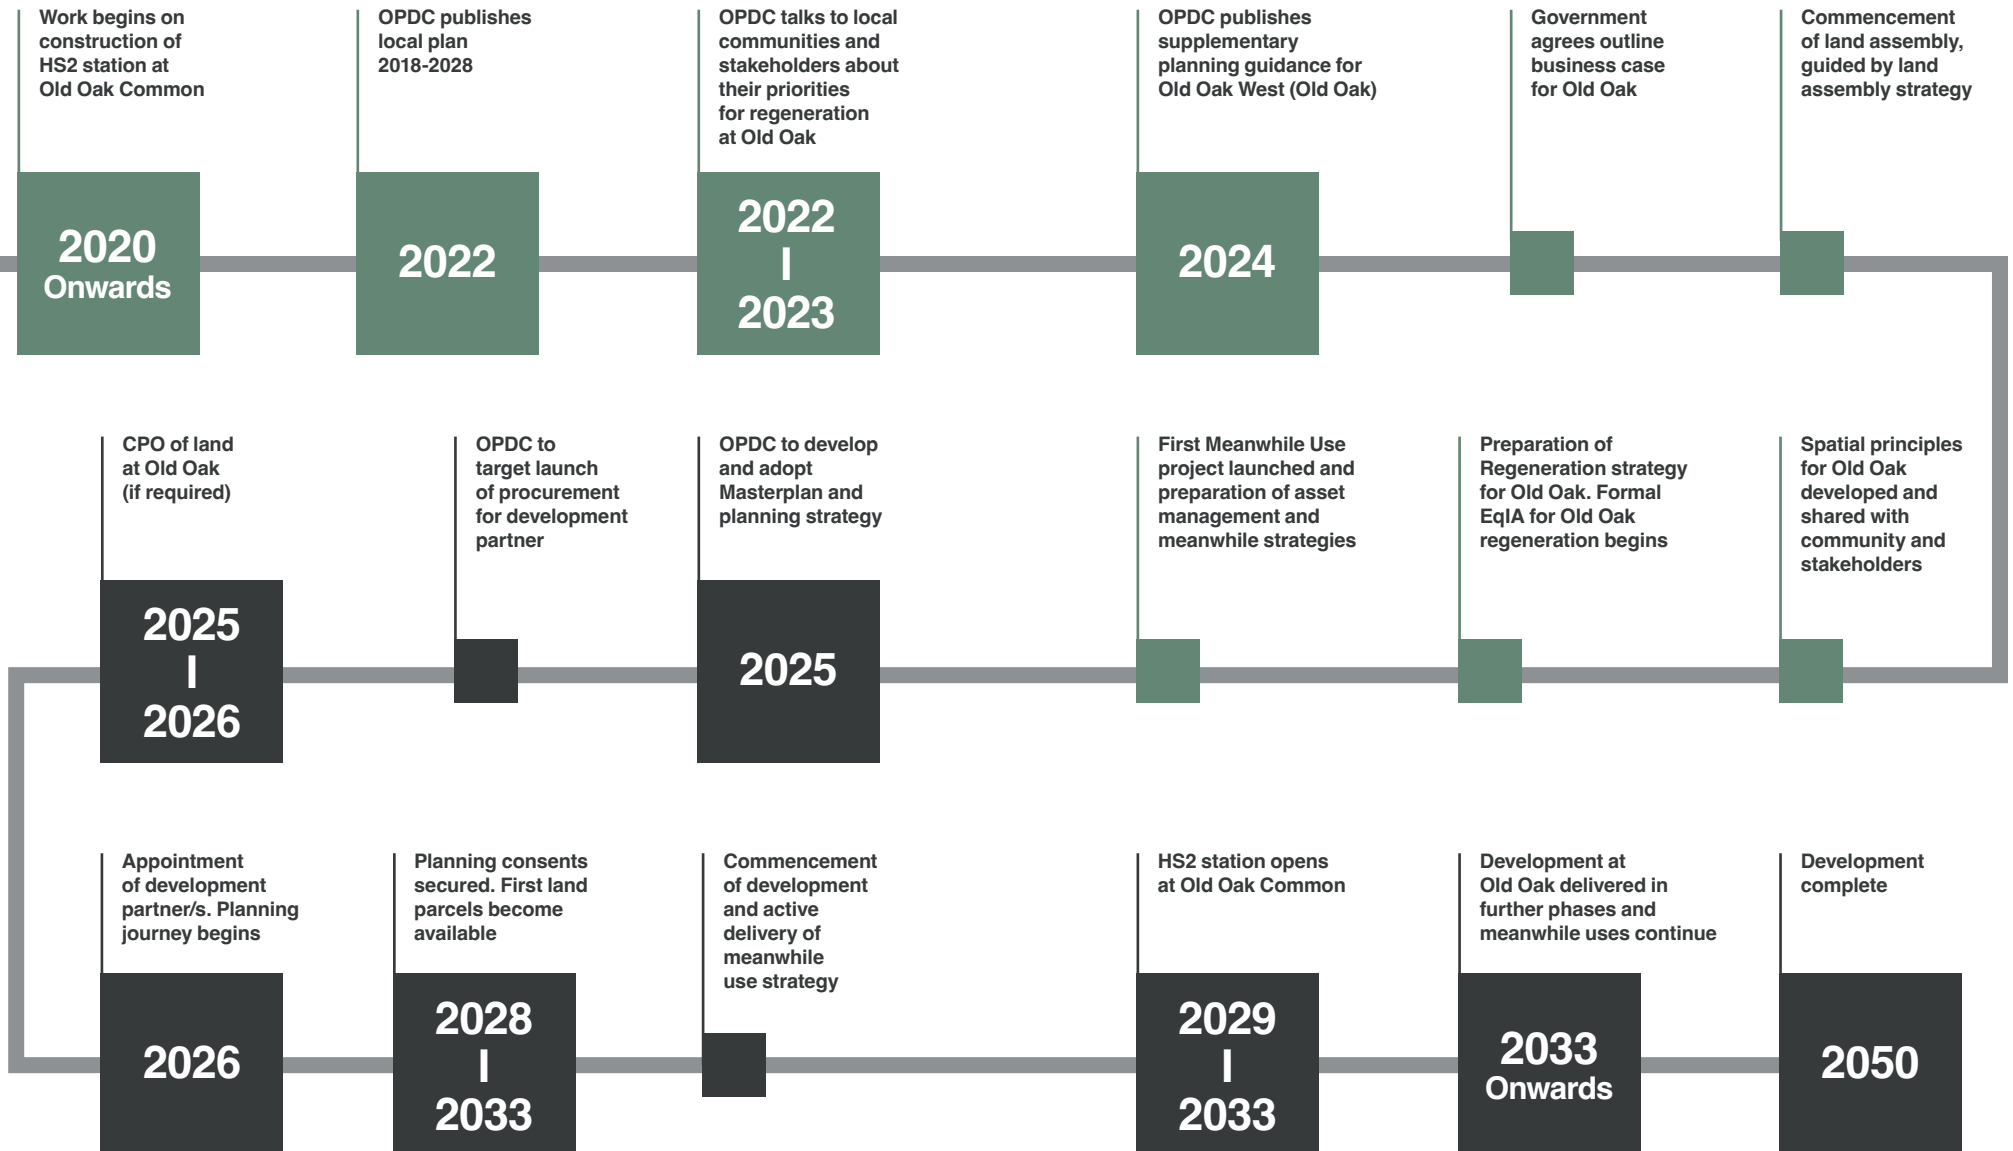 Work begins on
construction of
HS2 station at
Old Oak Common
2020
Onwards
OPDC publishes
local plan
2018-2028
2022
OPDC talks to local
communities and
stakeholders about
their priorities
for regeneration
at Old Oak
2022
I
2023
OPDC publishes
supplementary
planning guidance for
Old Oak West (Old Oak)
2024
Government
agrees outline
business case
for Old Oak
Commencement
of land assembly,
guided by land
assembly strategy
Spatial principles
for Old Oak
developed and
shared with
community and
stakeholders
Preparation of
Regeneration strategy
for Old Oak. Formal
EqIA for Old Oak
regeneration begins
First Meanwhile Use
project launched and
preparation of asset
management and
meanwhile strategies
OPDC to develop
and adopt
Masterplan and
planning strategy
2025
OPDC to
target launch
of procurement
for development
partner
CPO of land
at Old Oak
(if required)
2025
I
2026
Appointment
of development
partner/s. Planning
journey begins
2026
Planning consents
secured. First land
parcels become
available
2028
I
2033
Commencement
of development
and active
delivery of
meanwhile
use strategy
HS2 station opens
at Old Oak Common
2029
I
2033
Development at
Old Oak delivered in
further phases and
meanwhile uses continue
2033
Onwards
Development
complete
2050